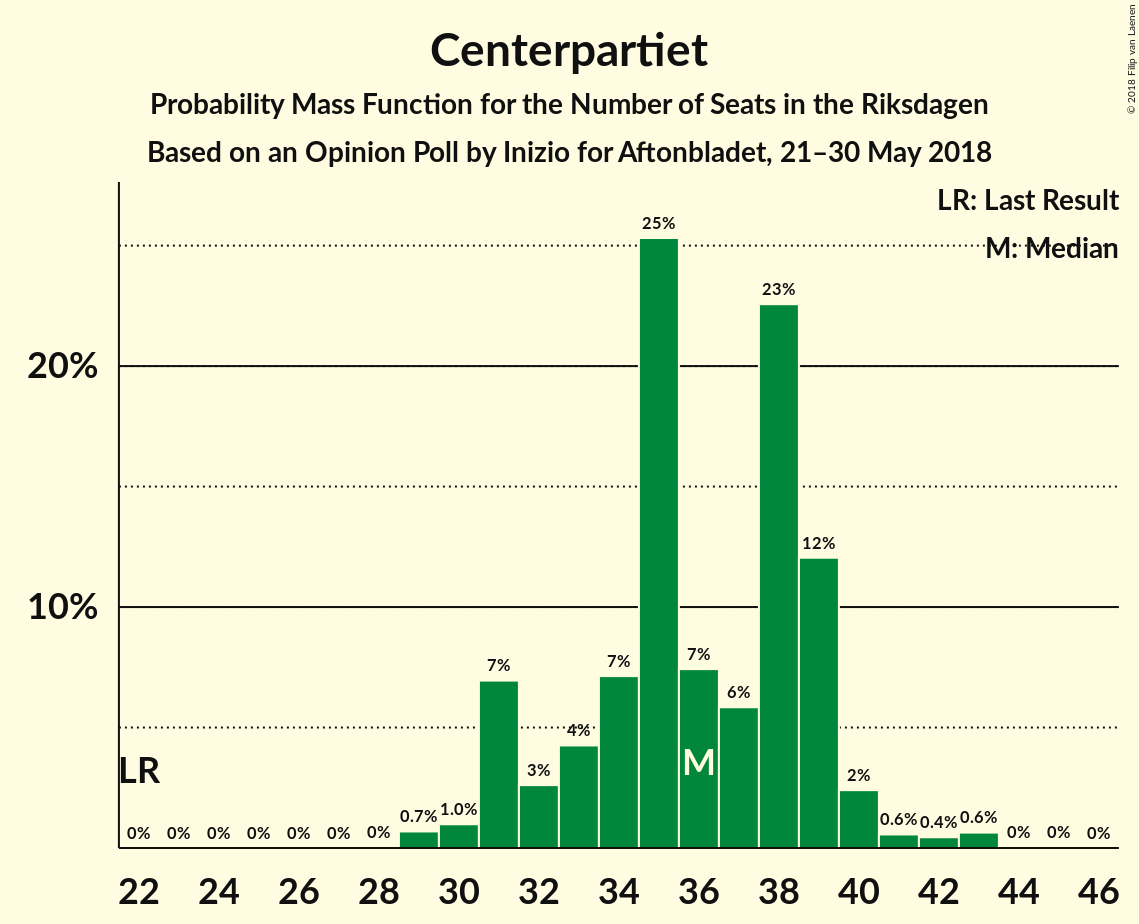 © 2018 Filip van Laenen
Centerpartiet
Probability Mass Function for the Number of Seats in the Riksdagen
Based on an Opinion Poll by Inizio for Aftonbladet, 21–30 May 2018
LR: Last Result
M: Median
20%
10%
LR
M
0% 0% 0% 0% 0% 0% 0% 0.7% 1.0% 7% 3% 4% 7% 25% 7% 6% 23% 12% 2% 0.6% 0.4% 0.6% 0% 0% 0%
22 24 26 28 30 32 34 36 38 40 42 44 46